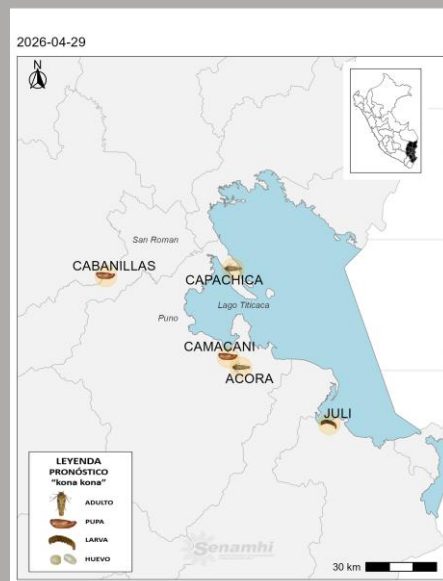 2026-04-29
N
San Roman
CABANILLAS
CAPACHICA
Lago Titicaca
Puno
CAMACANI
ACORA
JULI
LEYENDA
PRONÓSTICO
"kona kona"
ADULTO
PUPA
LARVA
HUEVO
Senamhi
30 km